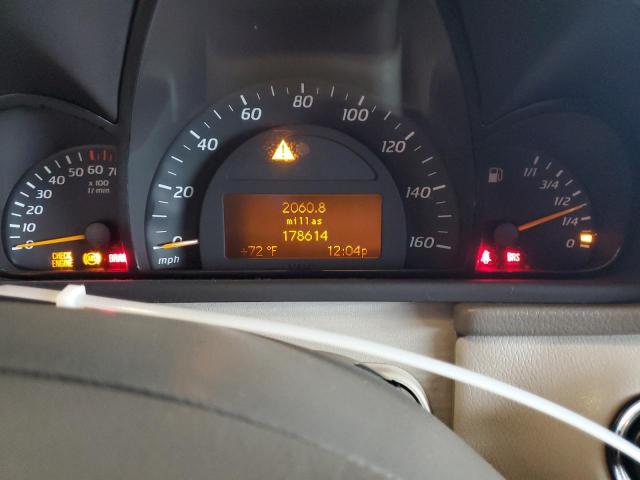 80
60 100
40 120
20 140
0 160
mph
50 60 70
40
30
20
10
0
x 100
1/min
CHECK
ENGINE
ABS
2060.8
millas
178614
+72 °F 12:04p
1/1
3/4
1/2
1/4
0